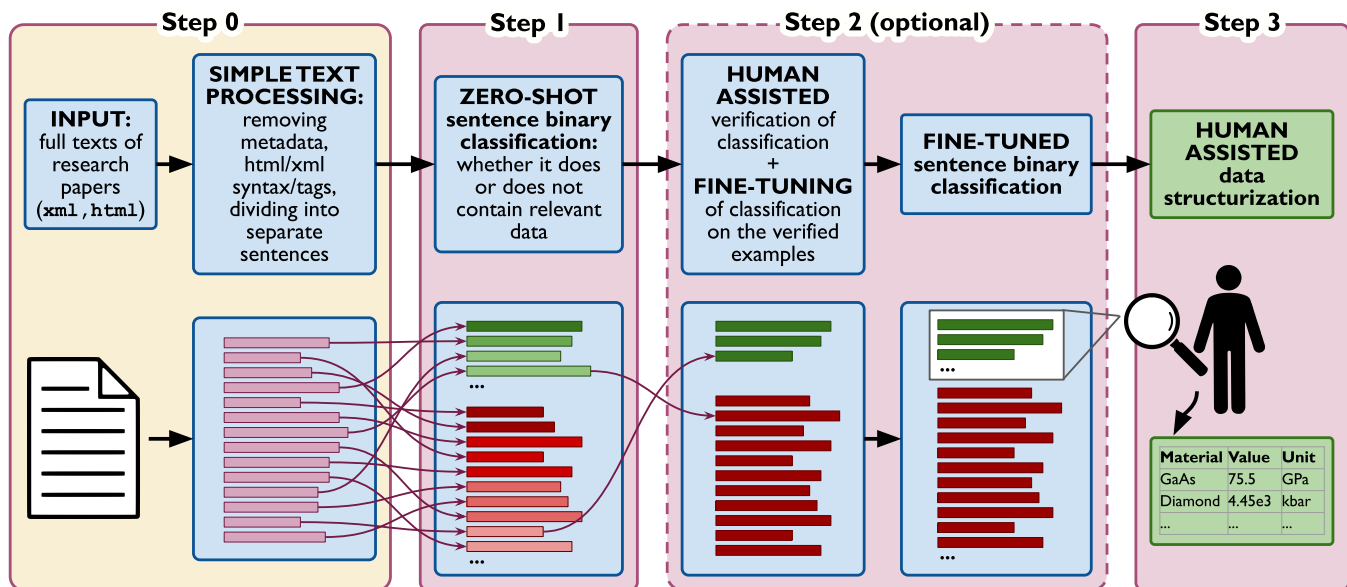 Step 0
INPUT:
full texts of
research
papers
(xml,html)
SIMPLE TEXT
PROCESSING:
removing
metadata,
html/xml
syntax/tags,
dividing into
separate
sentences
Step 1
ZERO-SHOT
sentence binary
classification:
whether it does
or does not
contain relevant
data
...
...
Step 2 (optional)
HUMAN
ASSISTED
verification of
classification
+
FINE-TUNING
of classification
on the verified
examples
FINE-TUNED
sentence binary
classification
...
...
Step 3
HUMAN
ASSISTED
data
structurization
Material Value Unit
GaAs 75.5 GPa
Diamond 4.45e3 kbar
... ... ...